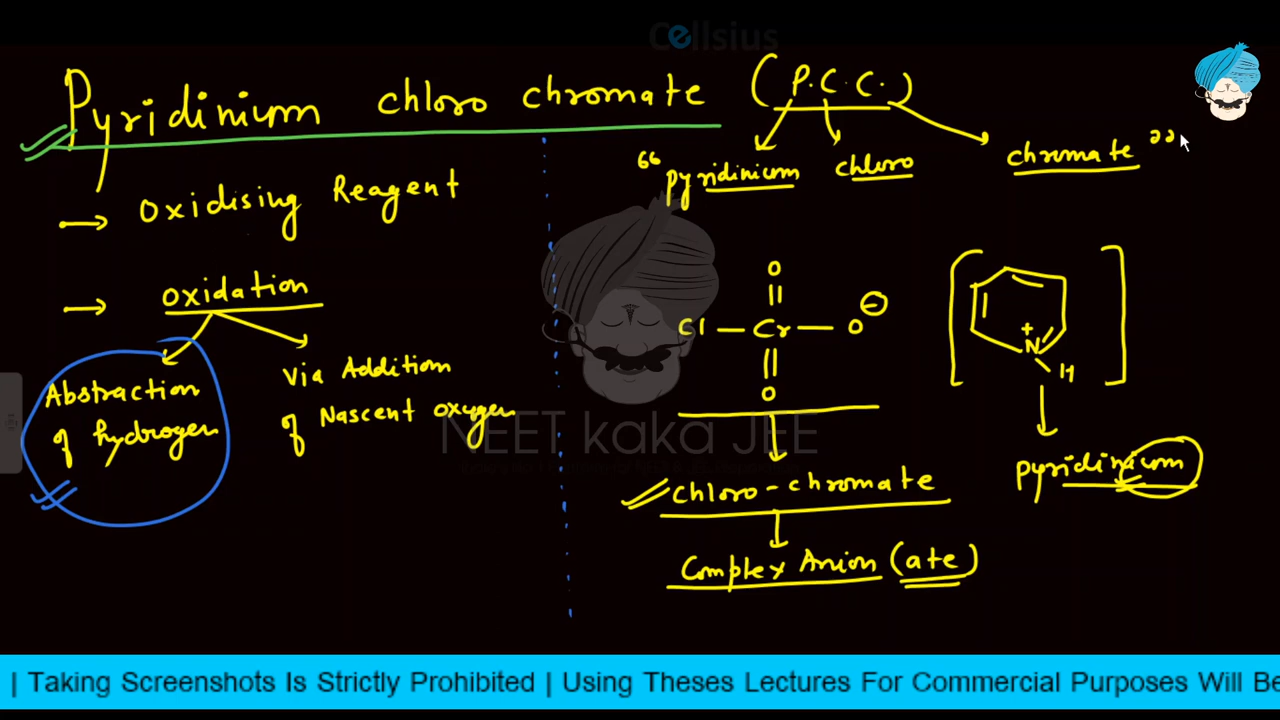 Cellsius
Pyridinium chloro chromate (P.C.C.)
"pyridinium chloro chromate"
→ Oxidising Reagent
→ oxidation
Abstraction of hydrogen
via Addition of Nascent oxygen
O
||
Cl — Cr — O⊖
||
O
+
N
H
pyridinium
chloro-chromate
Complex Anion (ate)
NEET kaka JEE
| Taking Screenshots Is Strictly Prohibited | Using Theses Lectures For Commercial Purposes Will Be